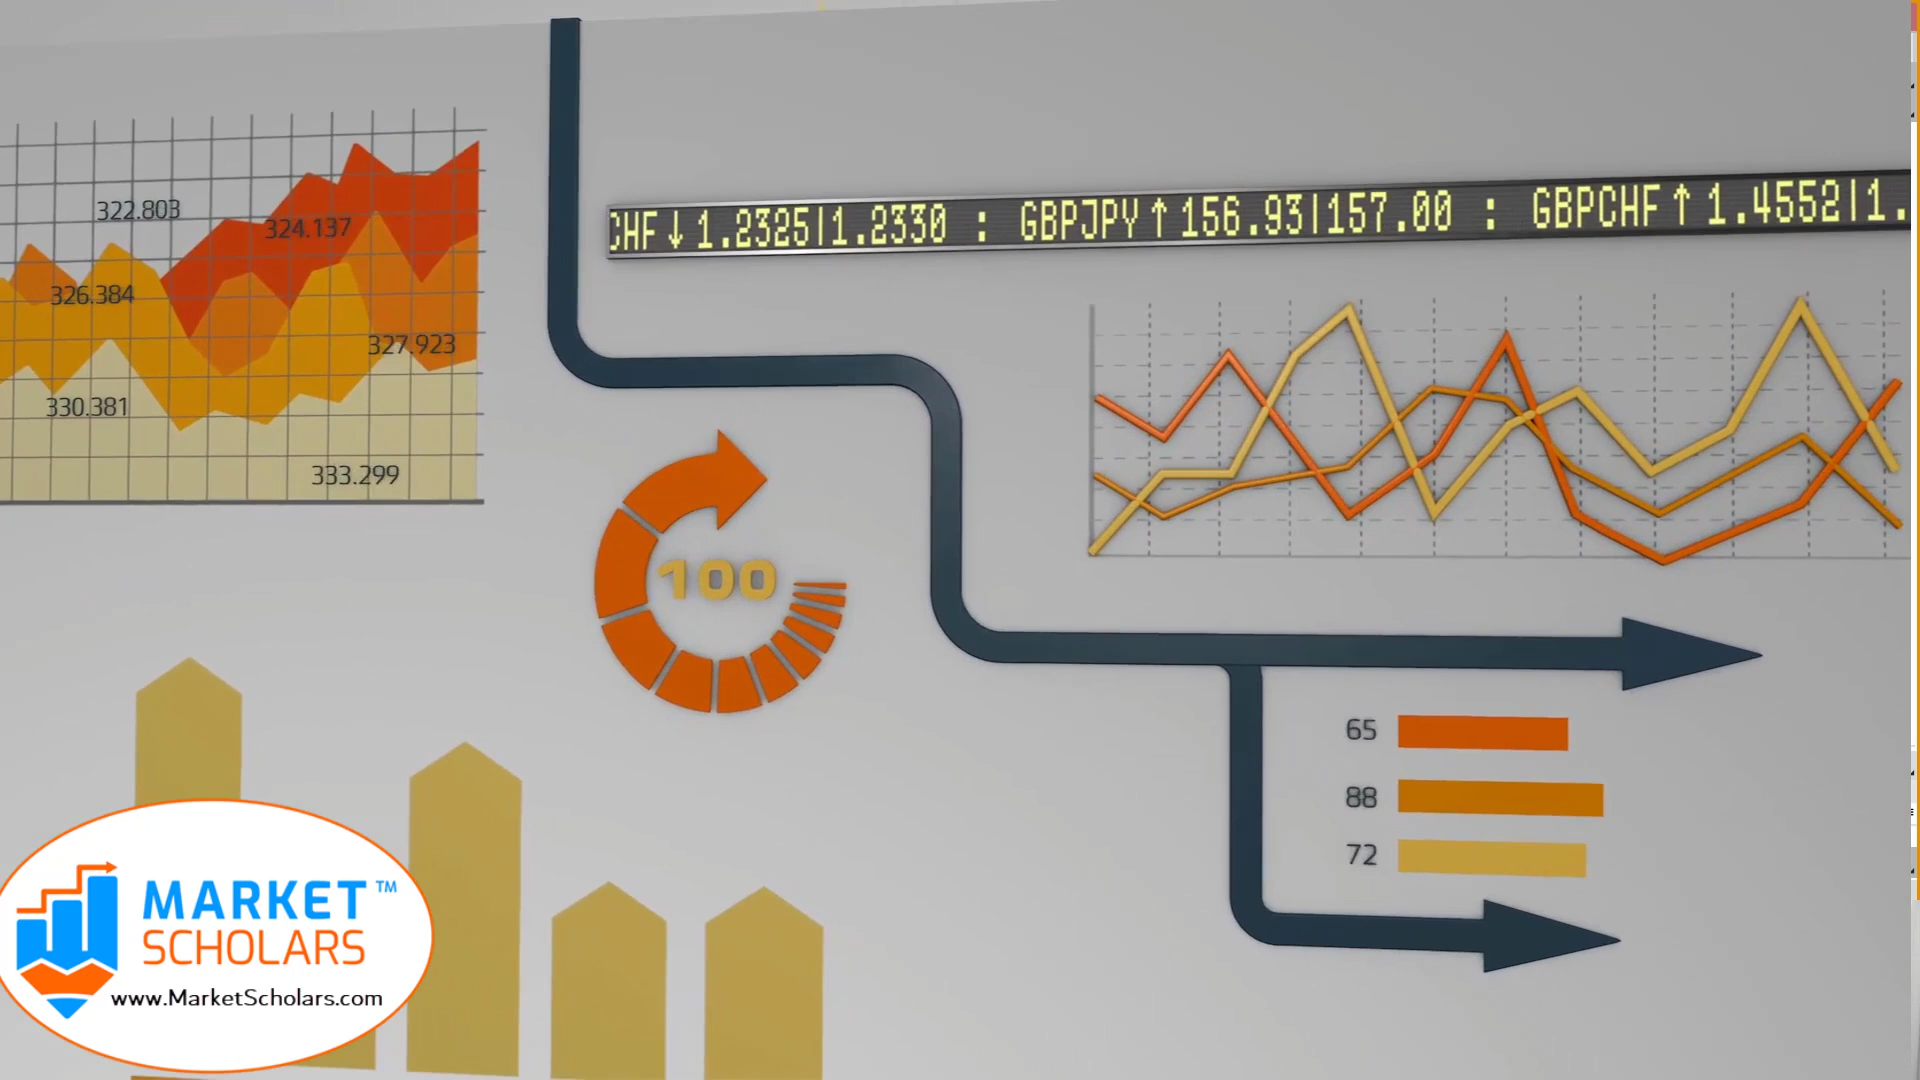 CHF↓1.2325|1.2330 : GBPJPY↑156.93|157.00 : GBPCHF↑1.4552|1.
322.803
324.137
326.384
327.923
330.381
333.299
100
65
88
72
MARKET™
SCHOLARS
www.MarketScholars.com